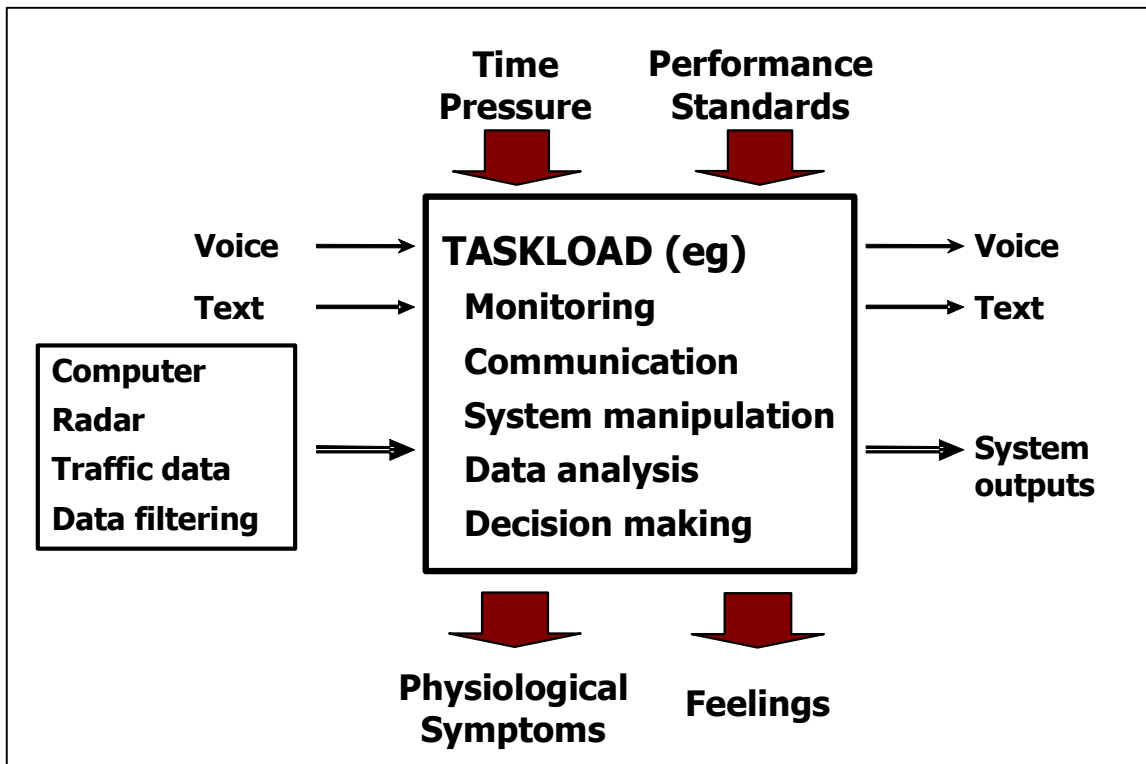 Time
Pressure
Performance
Standards
Voice
Text
Computer
Radar
Traffic data
Data filtering
TASKLOAD (eg)
Monitoring
Communication
System manipulation
Data analysis
Decision making
Voice
Text
System
outputs
Physiological
Symptoms
Feelings